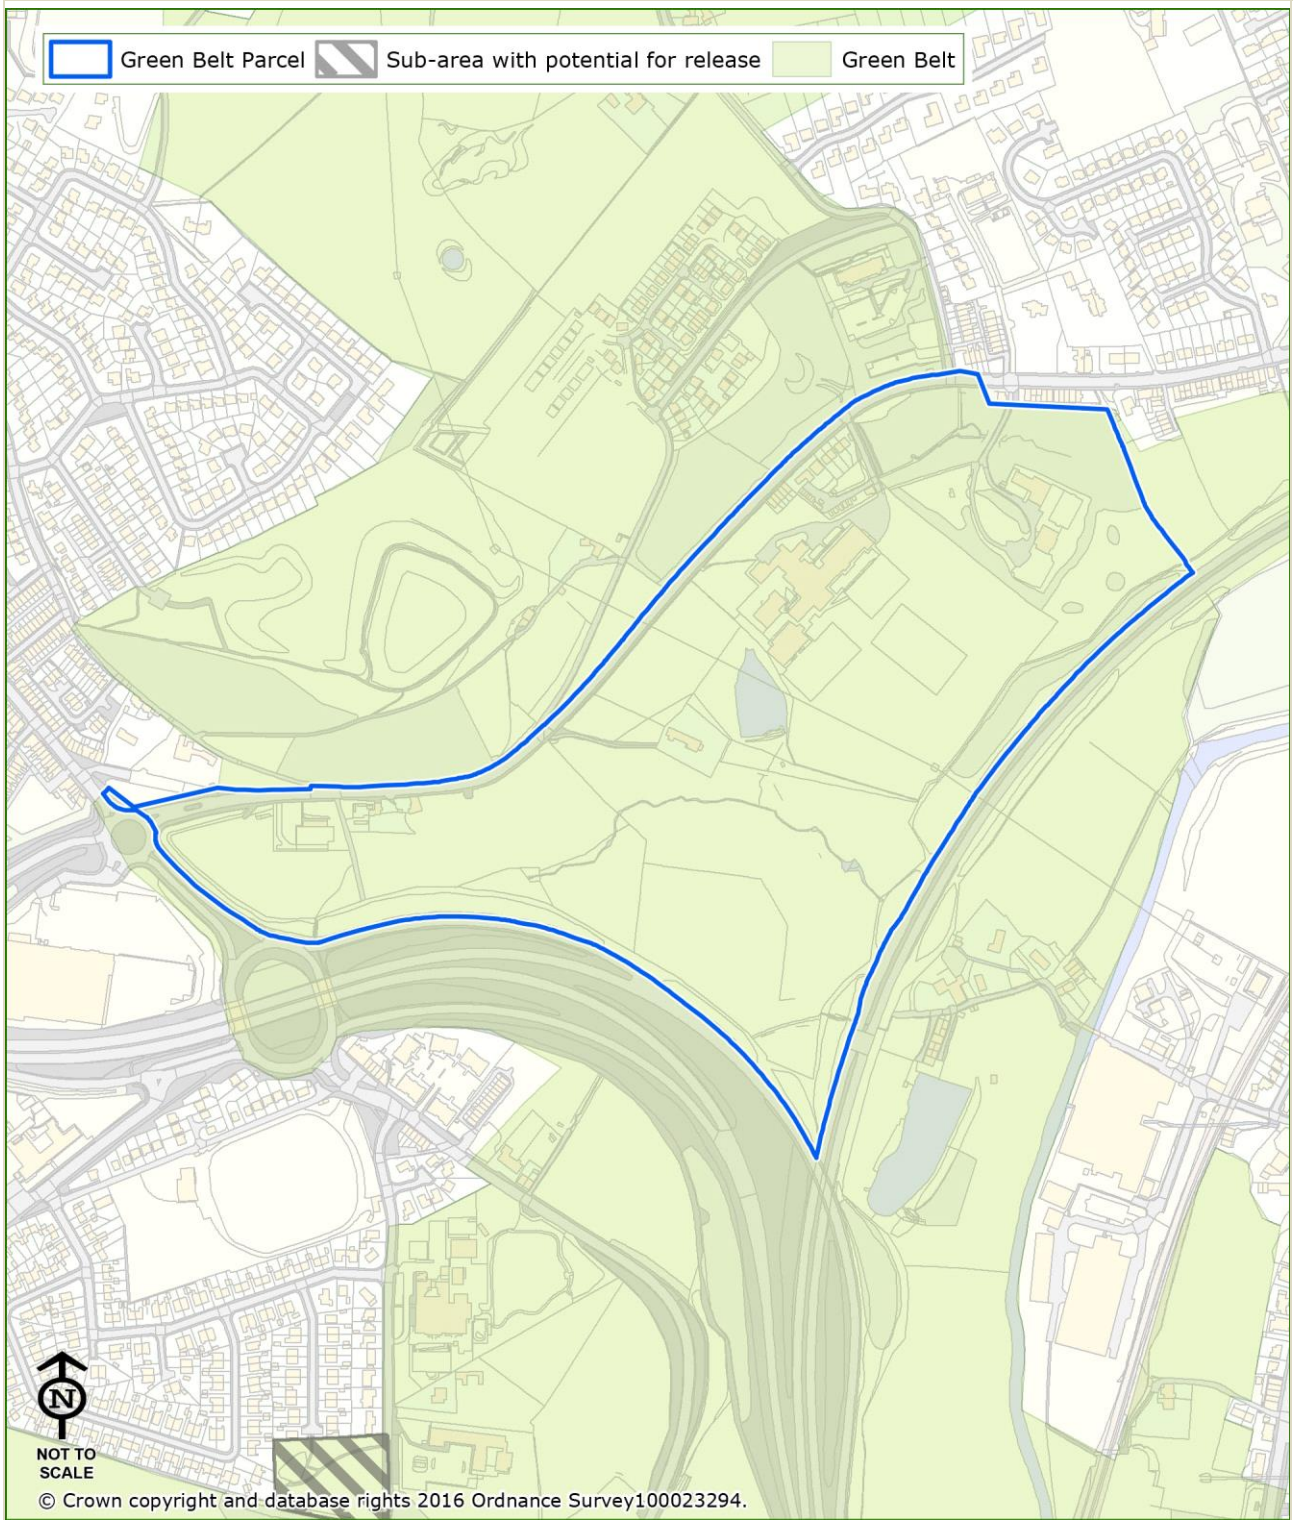 Green Belt Parcel Sub-area with potential for release Green Belt
N
NOT TO
SCALE
© Crown copyright and database rights 2016 Ordnance Survey100023294.